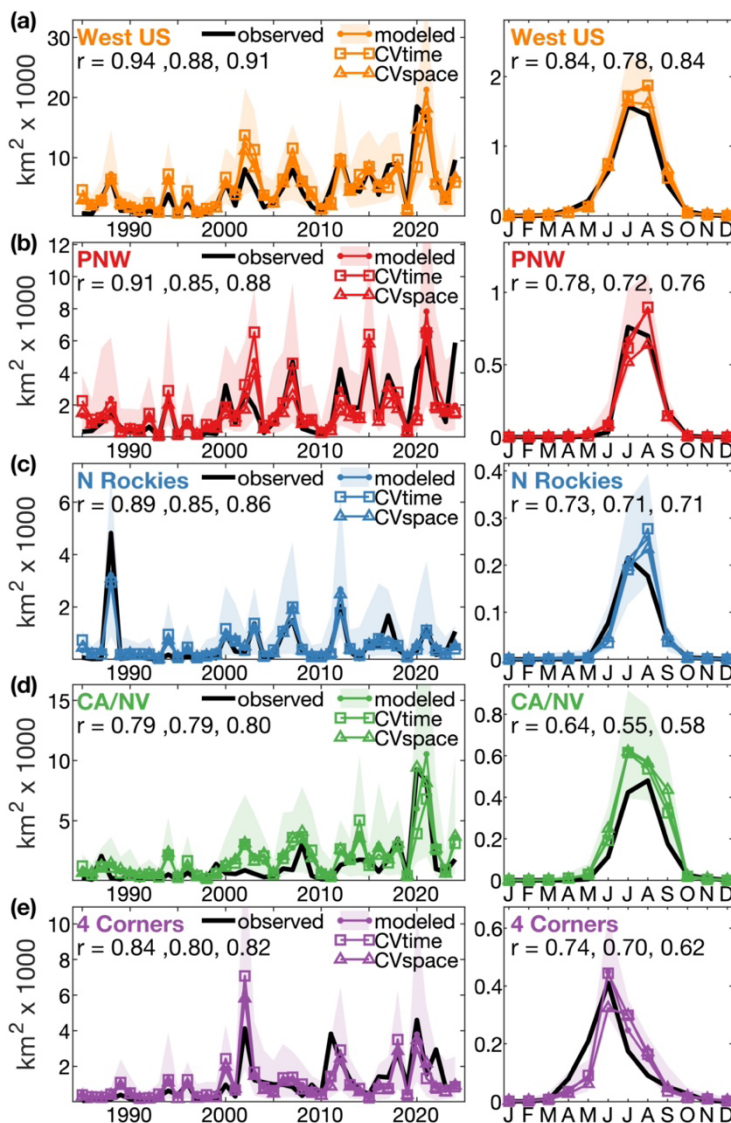 (a)
West US observed modeled
r = 0.94 ,0.88, 0.91 CVtime
CVspace
km² x 1000
30
20
10
1990 2000 2010 2020
West US
0.84, 0.78, 0.84
2
1
0
J F M A M J J A S O N D
(b)
PNW observed modeled
r = 0.91 ,0.85, 0.88 CVtime
CVspace
km² x 1000
12
10
8
6
4
2
1990 2000 2010 2020
PNW
0.78, 0.72, 0.76
1
0.5
0
J F M A M J J A S O N D
(c)
N Rockies observed modeled
r = 0.89 ,0.85, 0.86 CVtime
CVspace
km² x 1000
6
4
2
1990 2000 2010 2020
N Rockies
0.73, 0.71, 0.71
0.4
0.3
0.2
0.1
0
J F M A M J J A S O N D
(d)
CA/NV observed modeled
r = 0.79 ,0.79, 0.80 CVtime
CVspace
km² x 1000
15
10
5
1990 2000 2010 2020
CA/NV
0.64, 0.55, 0.58
0.8
0.6
0.4
0.2
0
J F M A M J J A S O N D
(e)
4 Corners observed modeled
r = 0.84 ,0.80, 0.82 CVtime
CVspace
km² x 1000
10
8
6
4
2
1990 2000 2010 2020
4 Corners
0.74, 0.70, 0.62
0.6
0.4
0.2
0
J F M A M J J A S O N D